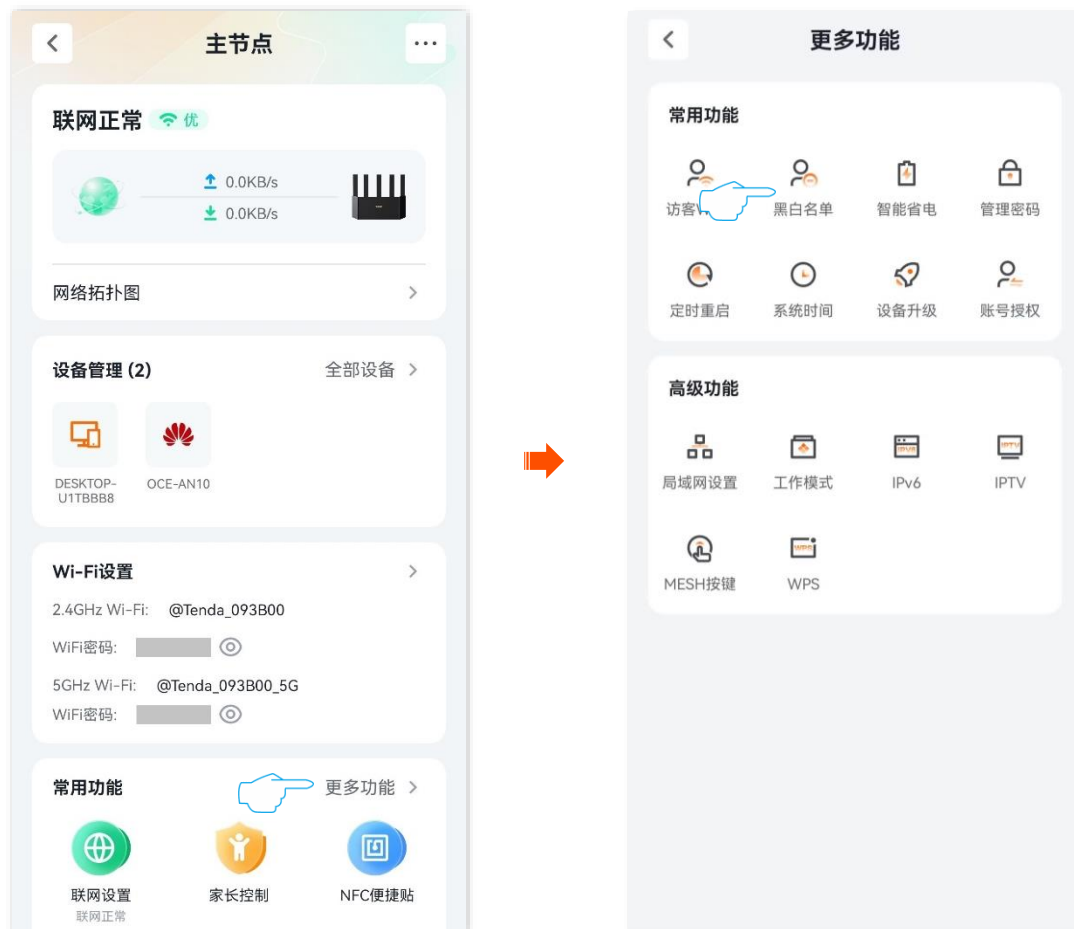 主节点
联网正常 优
0.0KB/s
0.0KB/s
网络拓扑图
设备管理 (2) 全部设备
DESKTOP-
U1TBBB8
OCE-AN10
Wi-Fi设置
2.4GHz Wi-Fi: @Tenda_093B00
WiFi密码:
5GHz Wi-Fi: @Tenda_093B00_5G
WiFi密码:
常用功能 更多功能
联网设置 家长控制 NFC便捷贴
联网正常
更多功能
常用功能
访客 黑白名单 智能省电 管理密码
定时重启 系统时间 设备升级 账号授权
高级功能
IPV6 IPTV
局域网设置 工作模式 IPv6 IPTV
WPS
MESH按键 WPS